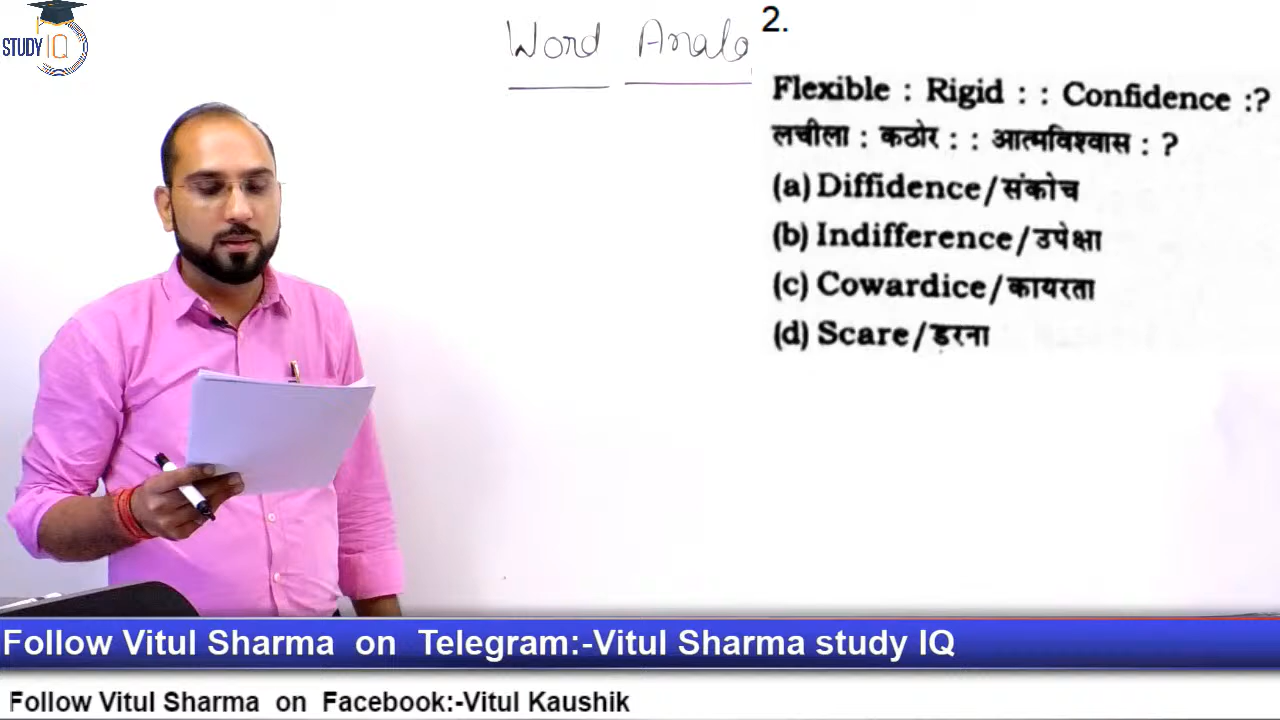 STUDY IQ
Word Analo
2.
Flexible : Rigid : : Confidence :?
लचीला : कठोर : : आत्मविश्वास : ?
(a) Diffidence/संकोच
(b) Indifference/उपेक्षा
(c) Cowardice/कायरता
(d) Scare/डरना
Follow Vitul Sharma on Telegram:-Vitul Sharma study IQ
Follow Vitul Sharma on Facebook:-Vitul Kaushik